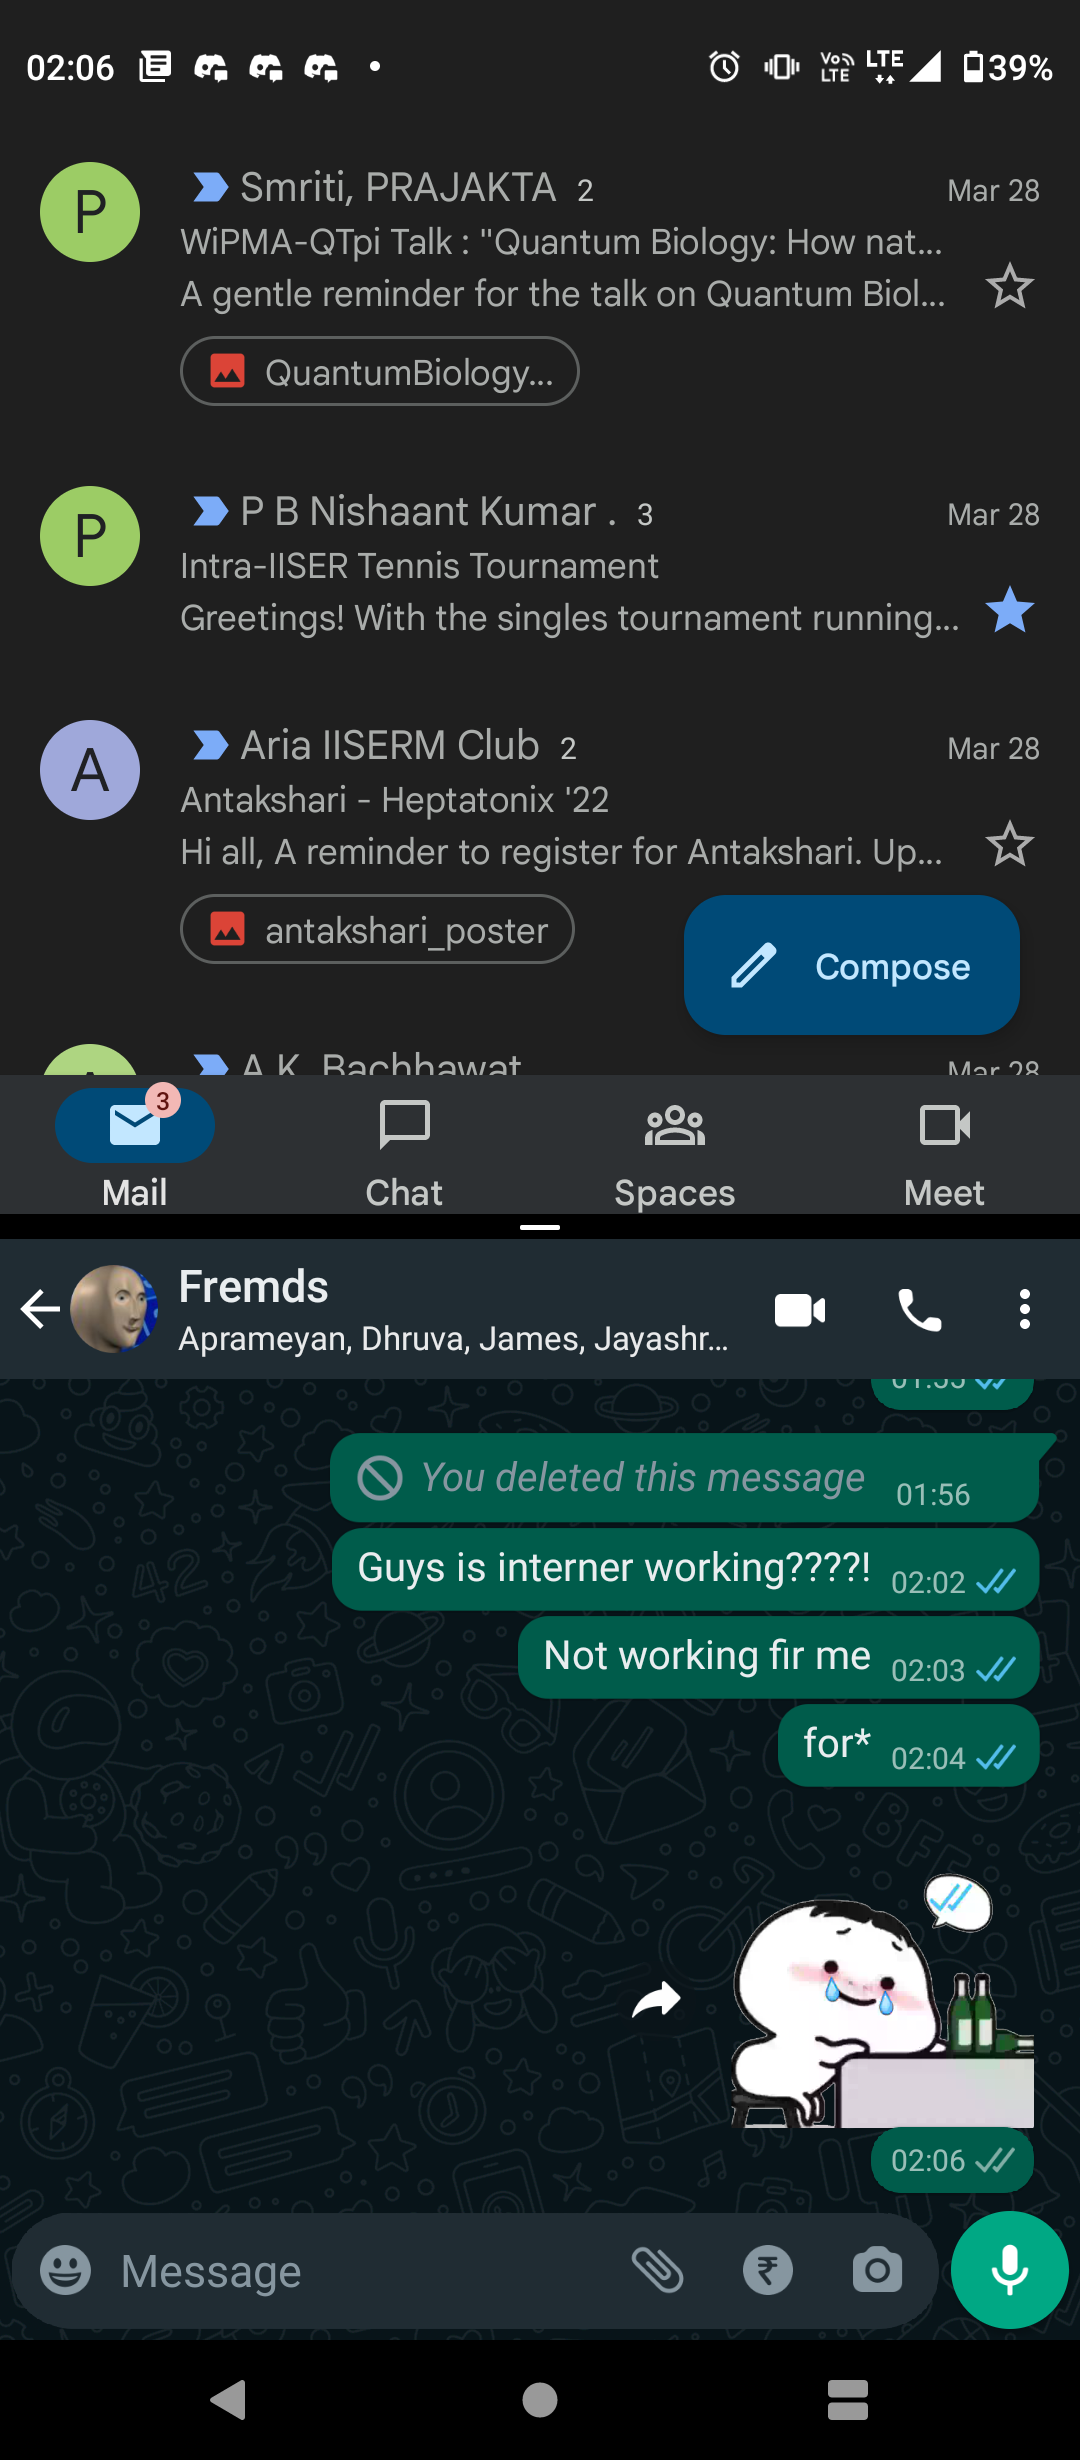 02:06
Vo LTE
LTE
39%
P
Smriti, PRAJAKTA 2
Mar 28
WiPMA-QTpi Talk : "Quantum Biology: How nat...
A gentle reminder for the talk on Quantum Biol...
QuantumBiology...
P
P B Nishaant Kumar . 3
Mar 28
Intra-IISER Tennis Tournament
Greetings! With the singles tournament running...
A
Aria IISERM Club 2
Mar 28
Antakshari - Heptatonix '22
Hi all, A reminder to register for Antakshari. Up...
antakshari_poster
Compose
A K. Bachhawat
Mar 28
3
Mail
Chat
Spaces
Meet
Fremds
Aprameyan, Dhruva, James, Jayashr...
01:55
You deleted this message 01:56
Guys is interner working????! 02:02
Not working fir me 02:03
for* 02:04
02:06
Message
₹